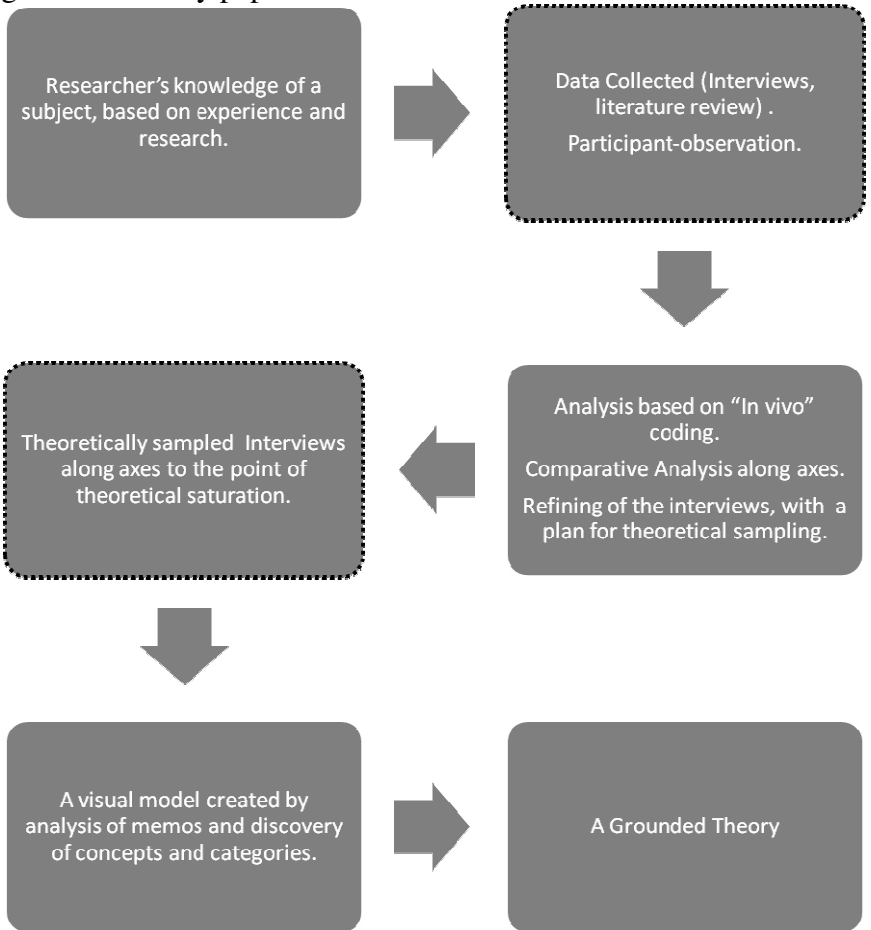 Researcher's knowledge of a
subject, based on experience and
research.
Data Collected (Interviews,
literature review) .
Participant-observation.
Analysis based on “In vivo”
coding.
Comparative Analysis along axes.
Refining of the interviews, with a
plan for theoretical sampling.
Theoretically sampled Interviews
along axes to the point of
theoretical saturation.
A visual model created by
analysis of memos and discovery
of concepts and categories.
A Grounded Theory